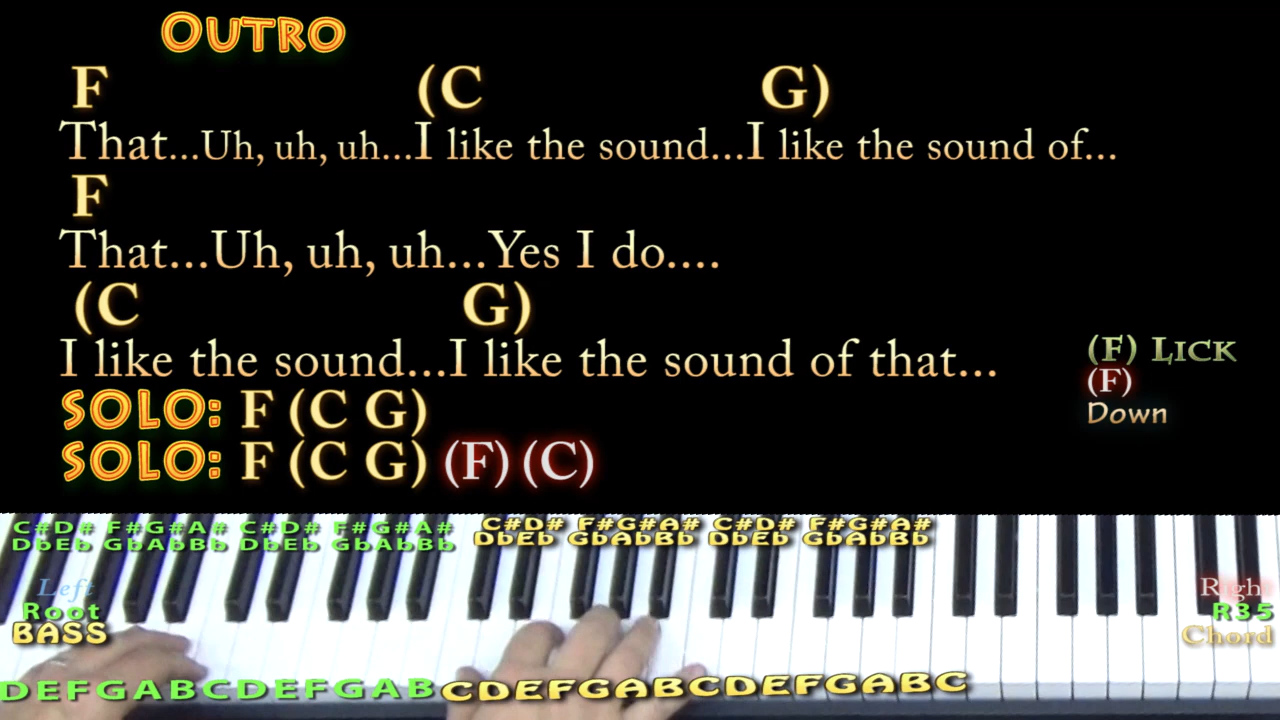 OUTRO
F (C G)
That...Uh, uh, uh...I like the sound...I like the sound of...
F
That...Uh, uh, uh...Yes I do....
(C G)
I like the sound...I like the sound of that...
(F) LICK
(F)
Down
SOLO: F (C G)
SOLO: F (C G) (F) (C)
C#D# F#G#A# C#D# F#G#A# C#D# F#G#A# C#D# F#G#A#
DbEb GbAbBb DbEb GbAbBb DbEb GbAbBb DbEb GbAbBb
Left
Root
BASS
Right
R35
Chord
DEFGABCDEFGABCDEFGABCDEFGABC